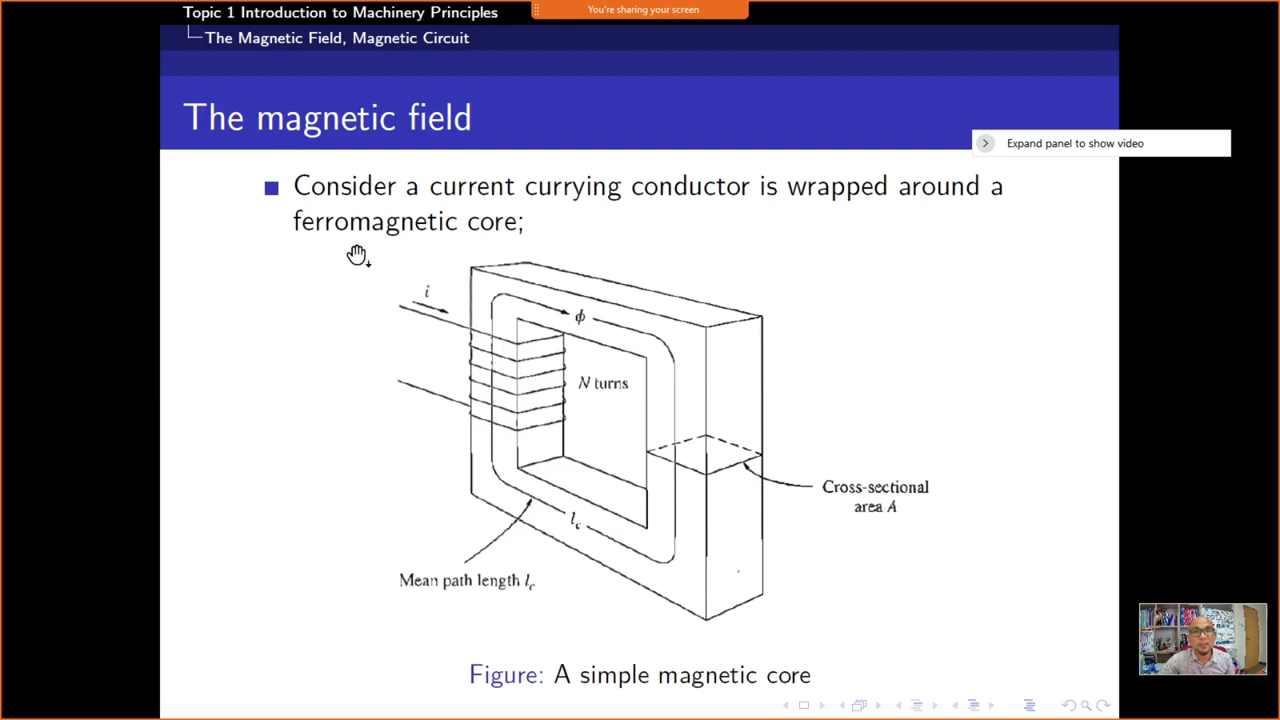 Topic 1 Introduction to Machinery Principles
You're sharing your screen
The Magnetic Field, Magnetic Circuit
The magnetic field
Expand panel to show video
Consider a current currying conductor is wrapped around a
ferromagnetic core;
i
ϕ
N turns
Cross-sectional
area A
l_c
Mean path length l_c
Figure: A simple magnetic core